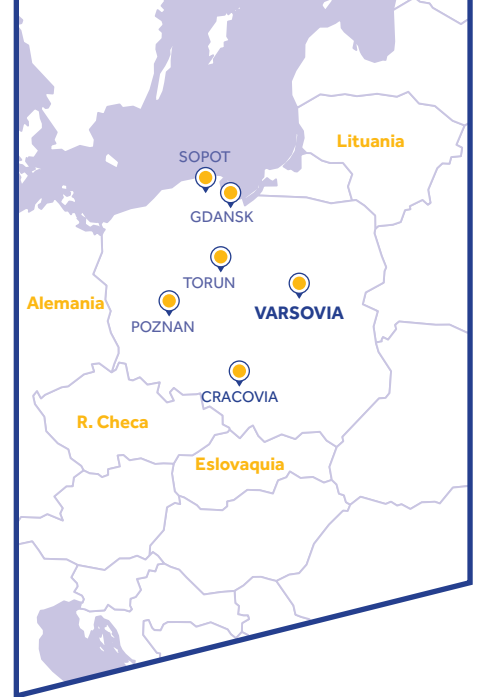 Lituania
SOPOT
GDANSK
TORUN
Alemania
VARSOVIA
POZNAN
CRACOVIA
R. Checa
Eslovaquia